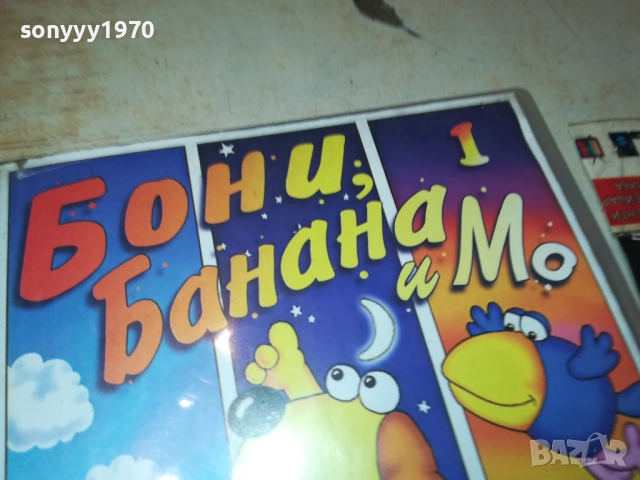 sonyyy1970
1
Бони,
Банана
и Мо
BAZAR